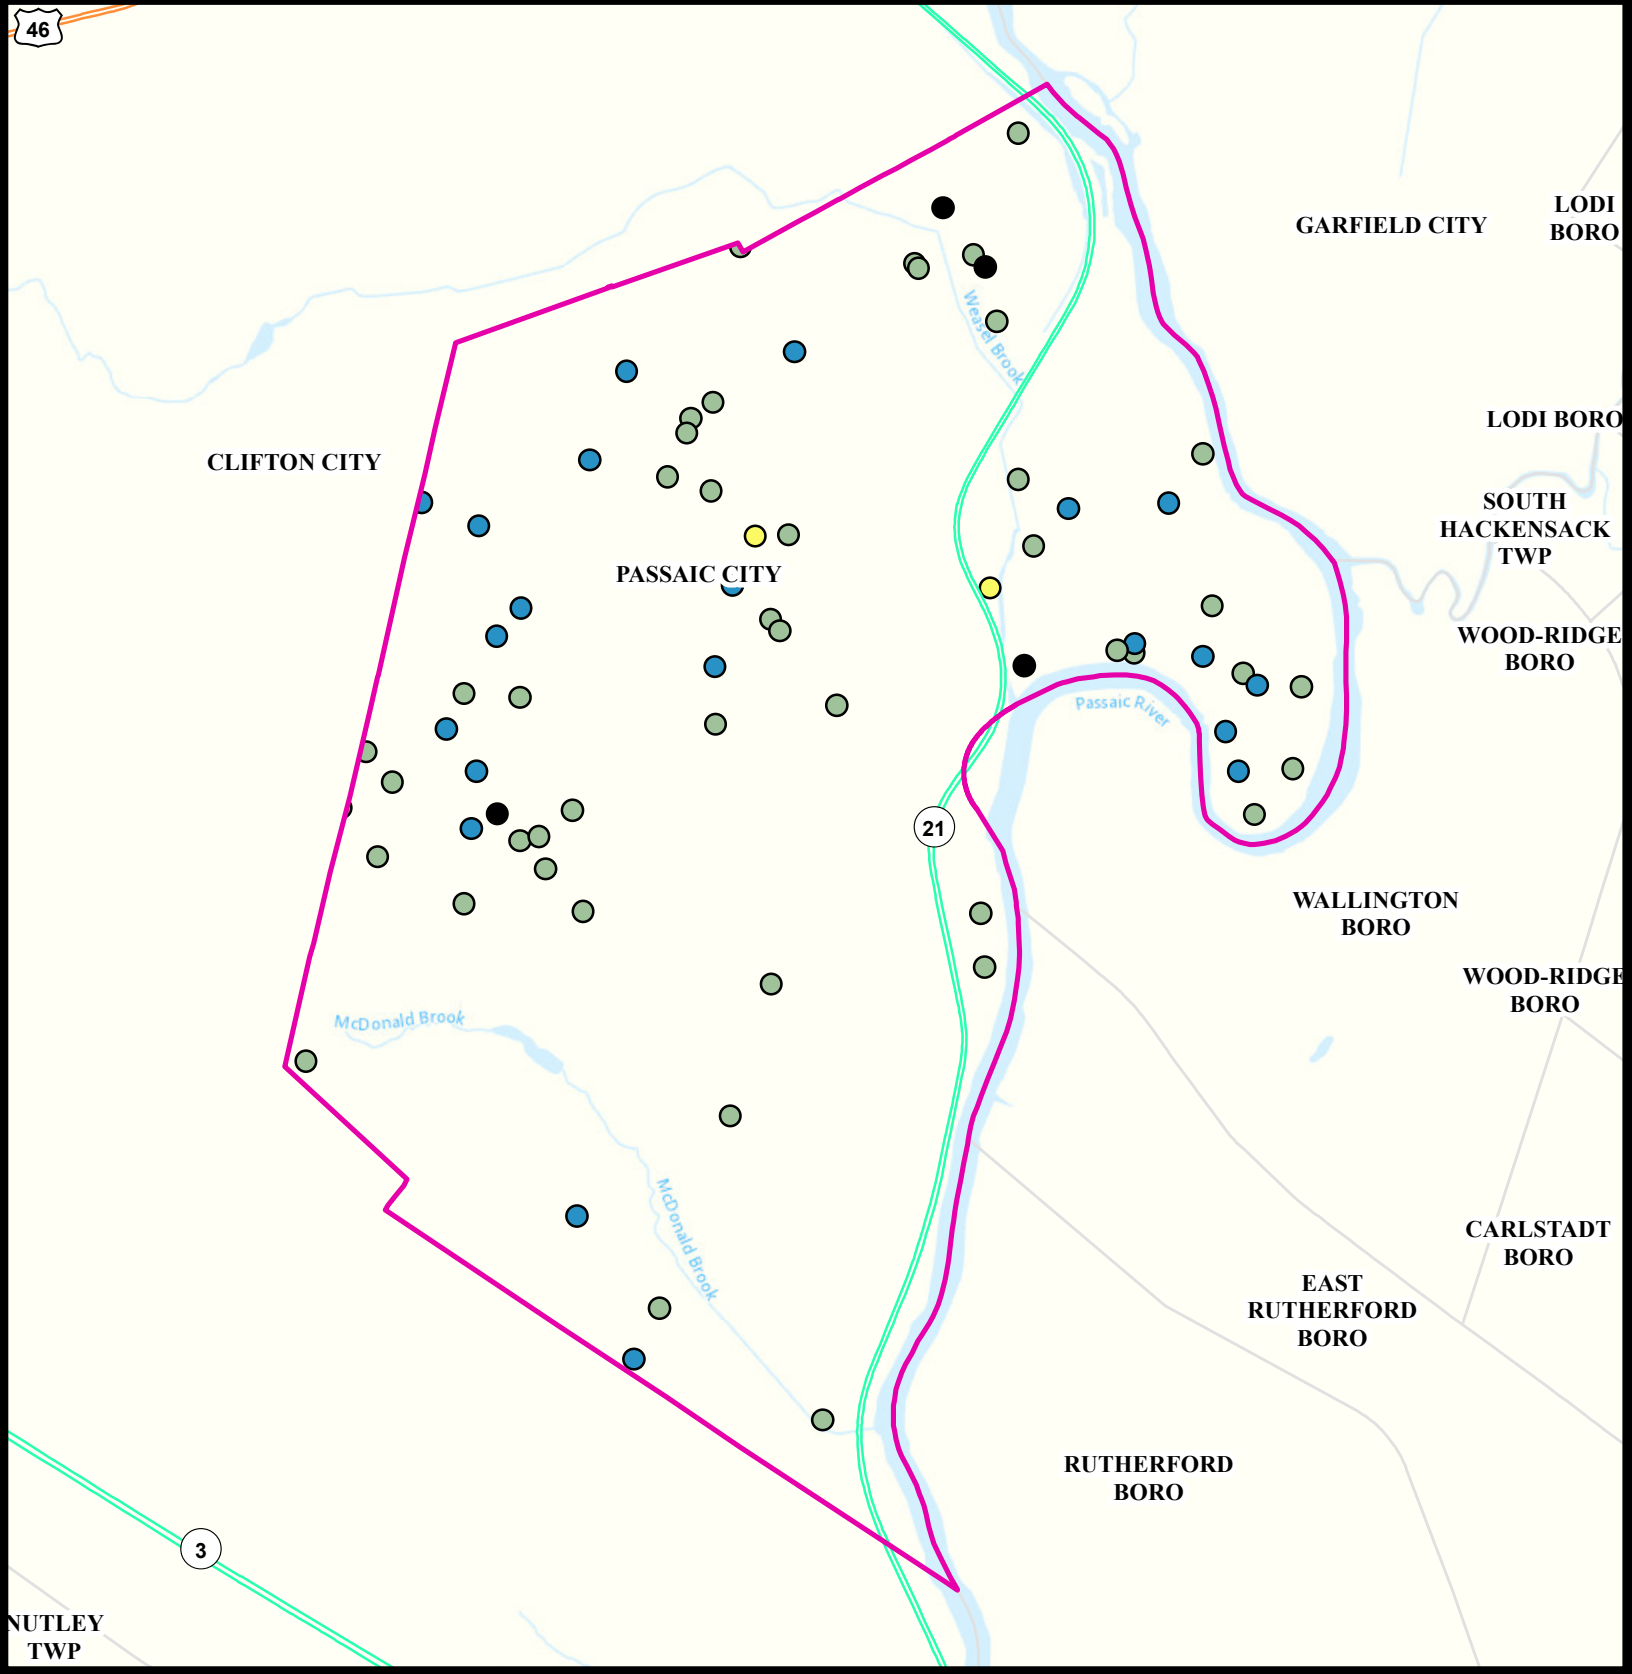 46
LODI
BORO
GARFIELD CITY
Weasel Brook
LODI BORO
CLIFTON CITY
SOUTH
HACKENSACK
TWP
PASSAIC CITY
WOOD-RIDGE
BORO
Passaic River
21
WALLINGTON
BORO
WOOD-RIDGE
BORO
McDonald Brook
McDonald Brook
CARLSTADT
BORO
EAST
RUTHERFORD
BORO
RUTHERFORD
BORO
3
NUTLEY
TWP